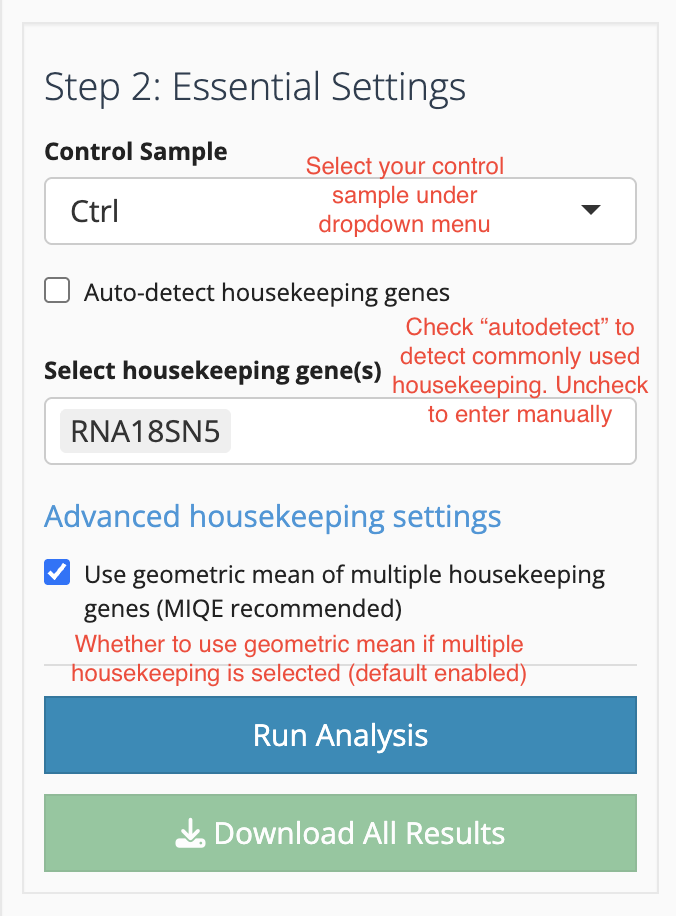 Step 2: Essential Settings
Control Sample
Select your control
sample under
dropdown menu
Ctrl
Auto-detect housekeeping genes
Check “autodetect” to
detect commonly used
housekeeping. Uncheck
to enter manually
Select housekeeping gene(s)
RNA18SN5
Advanced housekeeping settings
Use geometric mean of multiple housekeeping
genes (MIQE recommended)
Whether to use geometric mean if multiple
housekeeping is selected (default enabled)
Run Analysis
Download All Results